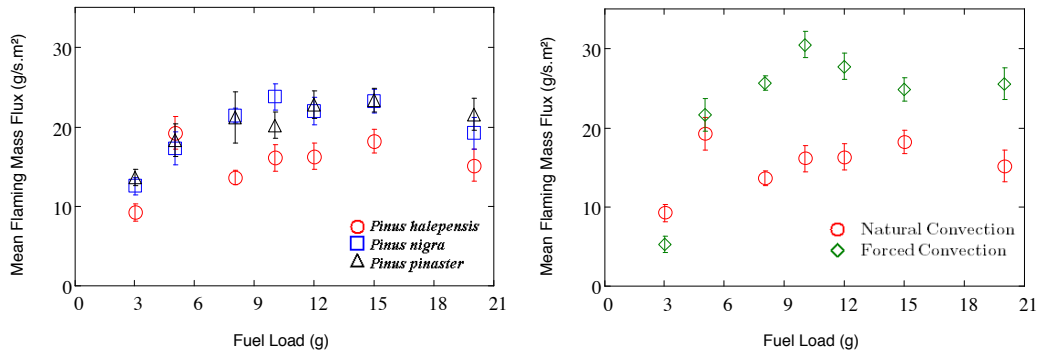 Mean Flaming Mass Flux (g/s.m²)
30
20
10
0
0 3 6 9 12 15 18 21
Fuel Load (g)
Pinus halepensis
Pinus nigra
Pinus pinaster
Mean Flaming Mass Flux (g/s.m²)
30
20
10
0
0 3 6 9 12 15 18 21
Fuel Load (g)
Natural Convection
Forced Convection